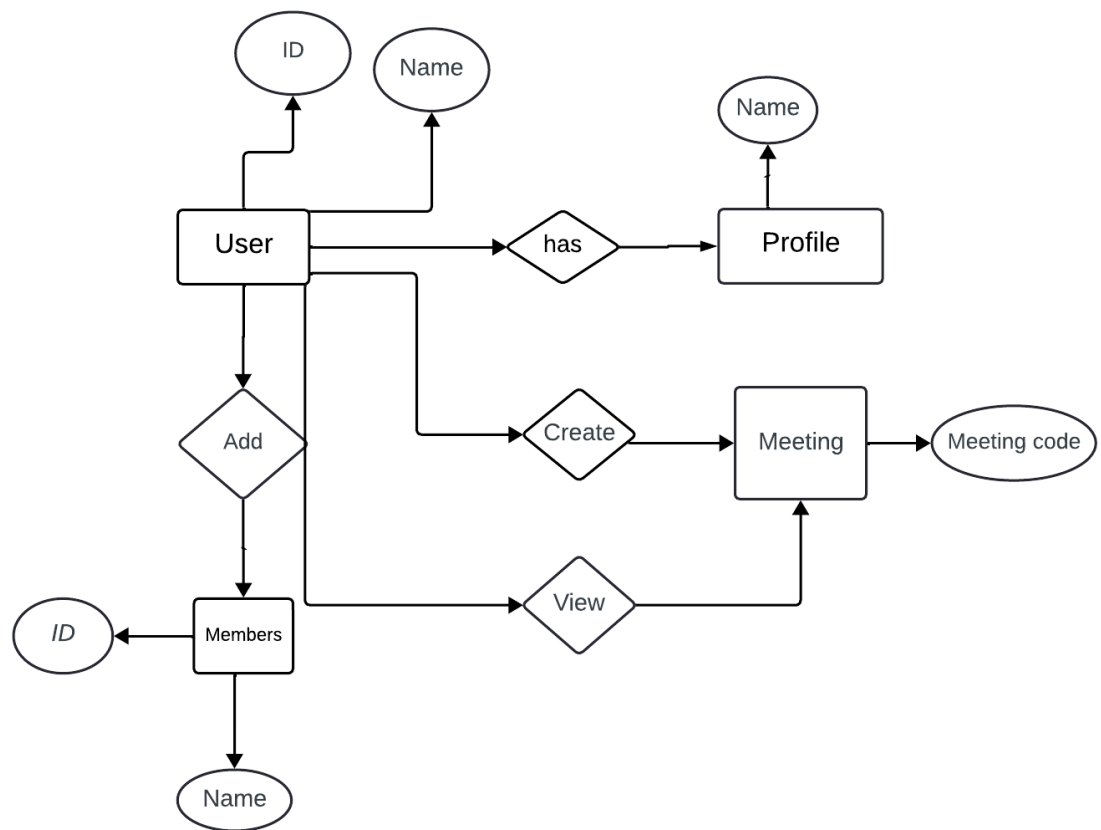 ID
Name
Name
User
has
Profile
Add
Create
Meeting
Meeting code
View
ID
Members
Name